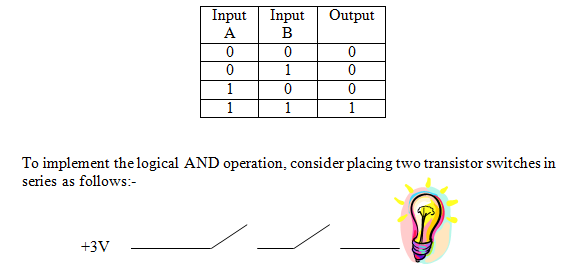 Input Input Output
A B
0 0 0
0 1 0
1 0 0
1 1 1
To implement the logical AND operation, consider placing two transistor switches in
series as follows:-
+3V